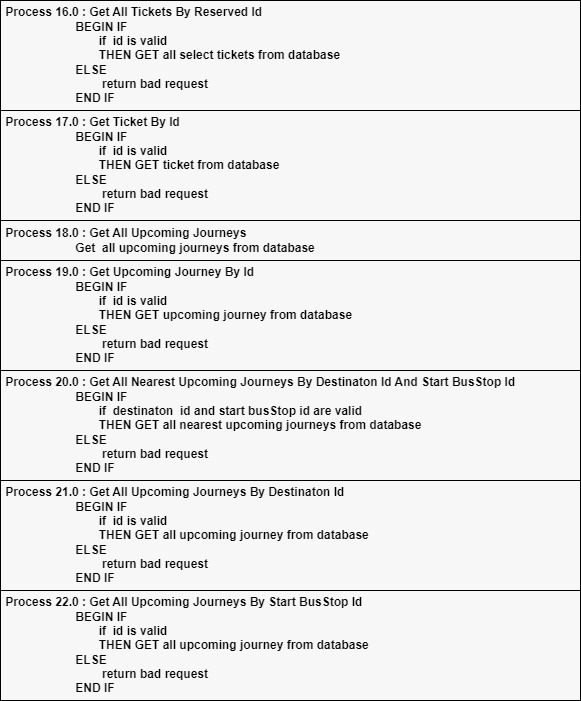 Process 16.0 : Get All Tickets By Reserved Id
BEGIN IF
if id is valid
THEN GET all select tickets from database
ELSE
return bad request
END IF
Process 17.0 : Get Ticket By Id
BEGIN IF
if id is valid
THEN GET ticket from database
ELSE
return bad request
END IF
Process 18.0 : Get All Upcoming Journeys
Get all upcoming journeys from database
Process 19.0 : Get Upcoming Journey By Id
BEGIN IF
if id is valid
THEN GET upcoming journey from database
ELSE
return bad request
END IF
Process 20.0 : Get All Nearest Upcoming Journeys By Destinaton Id And Start BusStop Id
BEGIN IF
if destinaton id and start busStop id are valid
THEN GET all nearest upcoming journeys from database
ELSE
return bad request
END IF
Process 21.0 : Get All Upcoming Journeys By Destinaton Id
BEGIN IF
if id is valid
THEN GET all upcoming journey from database
ELSE
return bad request
END IF
Process 22.0 : Get All Upcoming Journeys By Start BusStop Id
BEGIN IF
if id is valid
THEN GET all upcoming journey from database
ELSE
return bad request
END IF